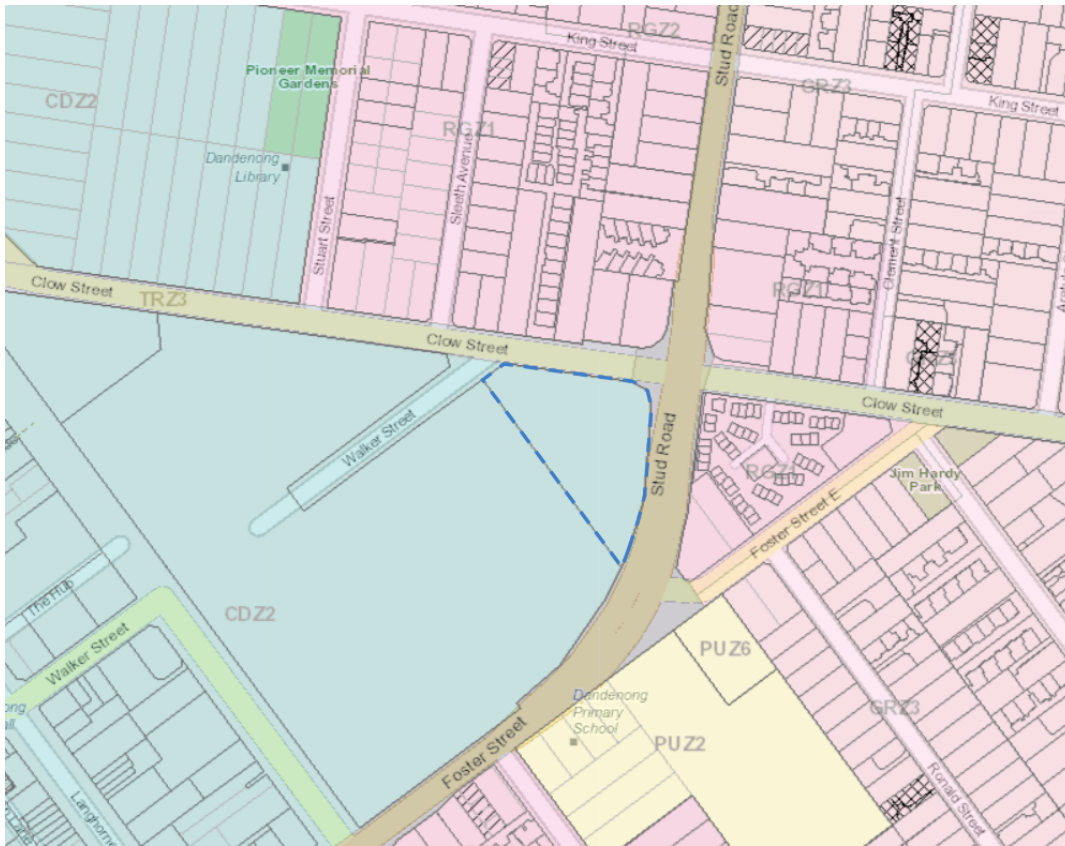 RGZ2
King Street
Stud Road
Pioneer Memorial
Gardens
CDZ2
GRZ3
King Street
RGZ1
Dandenong
Library
Sleeth Avenue
Stuart Street
Clement Street
Clow Street
TRZ3
RGZ1
Clow Street
Clow Street
Walker Street
Stud Road
RGZ1
Jim Hardy
Park
Foster Street E
The Hub
CDZ2
Walker Street
PUZ6
Dandenong
Primary
School
PUZ2
GRZ3
Foster Street
Ronald Street
Langhorne